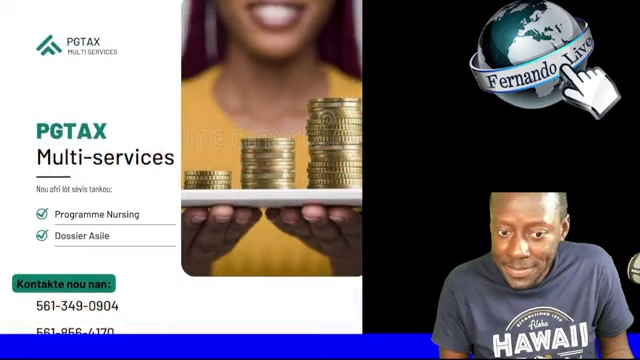 PGTAX
MULTI SERVICES
PGTAX
Multi-services
Nou ofri lòt sèvis tankou:
Programme Nursing
Dossier Asile
Kontakte nou nan:
561-349-0904
561-856-4170
Fernando Live
Aloha
HAWAII